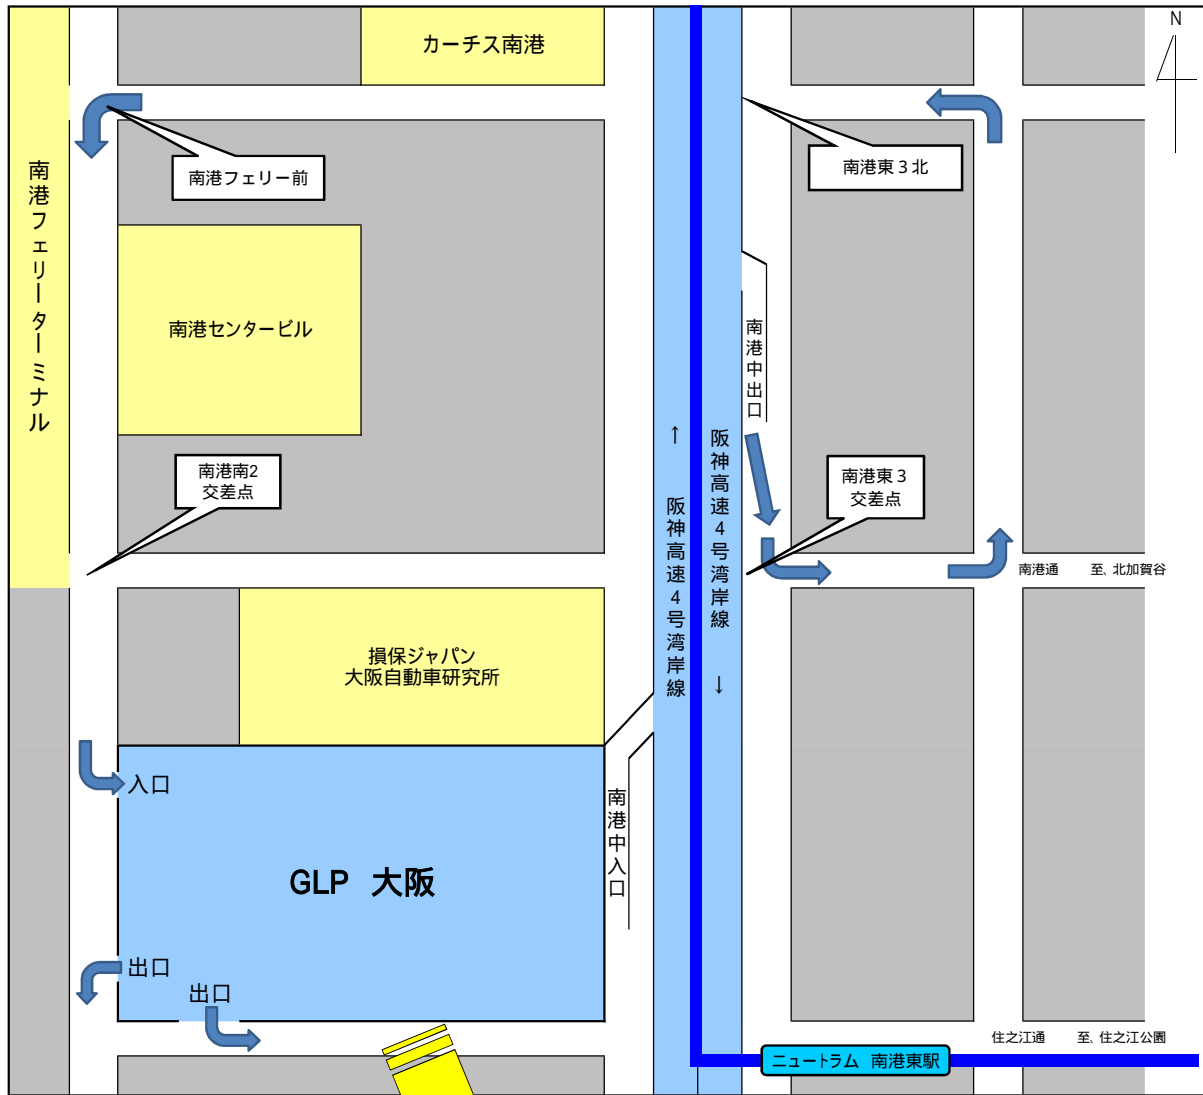 カーチス南港
N
南港フェリー前
南港東３北
南港フェリーターミナル
南港センタービル
南港中出口
南港南2
交差点
↑ 阪神高速4号湾岸線
阪神高速4号湾岸線 ↓
南港東３
交差点
南港通 至、北加賀谷
損保ジャパン
大阪自動車研究所
入口
南港中入口
GLP 大阪
出口
出口
住之江通 至、住之江公園
ニュートラム 南港東駅